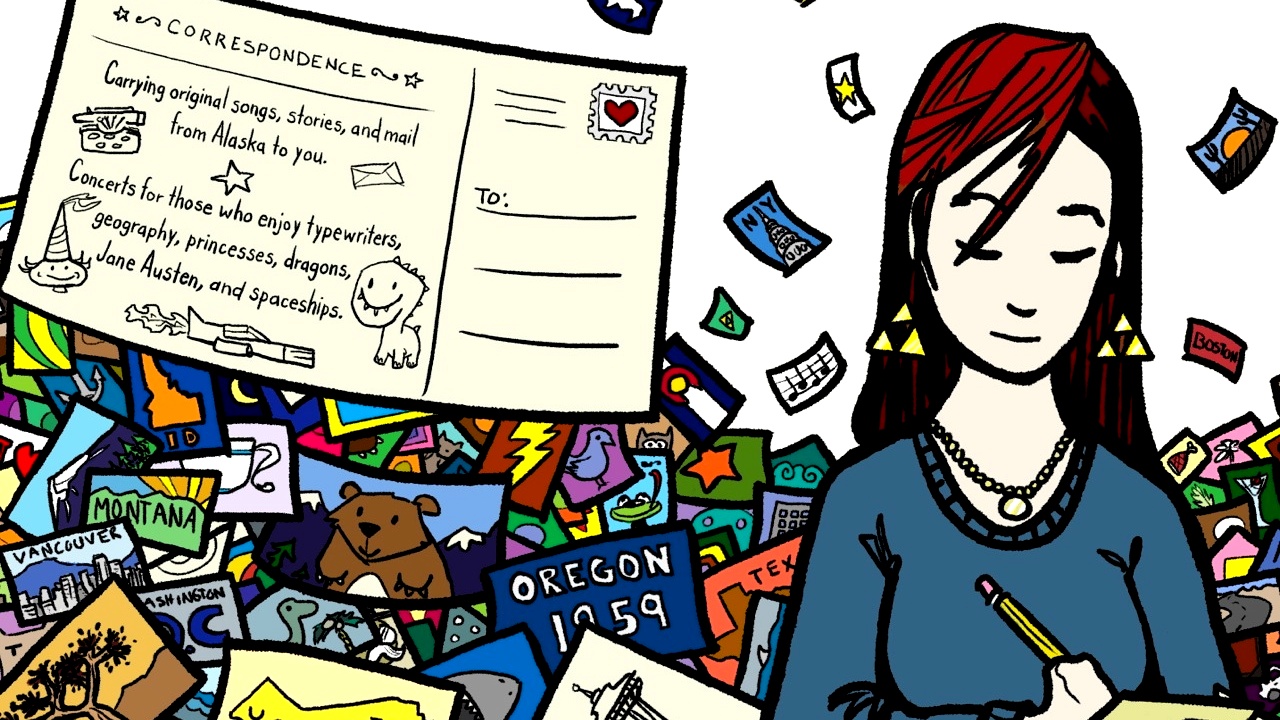 CORRESPONDENCE
Carrying original songs, stories, and mail
from Alaska to you.
Concerts for those who enjoy typewriters,
geography, princesses, dragons,
Jane Austen, and spaceships.
TO:
NY
BOSTON
ID
MONTANA
VANCOUVER
OREGON
1959
TEX
ASHINGTON
DC